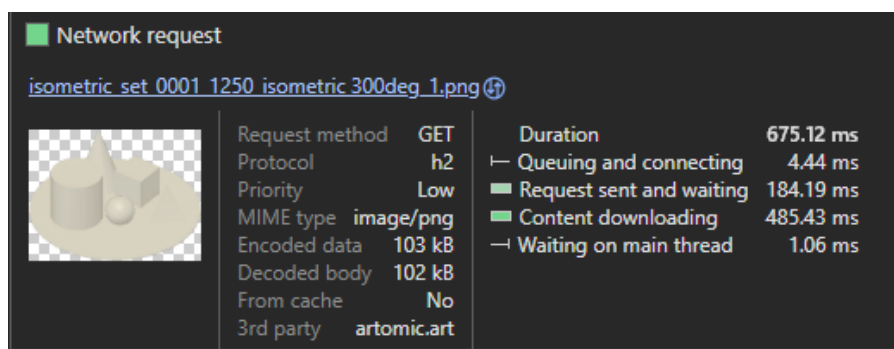 Network request
isometric_set_0001_1250_isometric 300deg_1.png
Request method GET
Protocol h2
Priority Low
MIME type image/png
Encoded data 103 kB
Decoded body 102 kB
From cache No
3rd party artomic.art
Duration 675.12 ms
Queuing and connecting 4.44 ms
Request sent and waiting 184.19 ms
Content downloading 485.43 ms
Waiting on main thread 1.06 ms